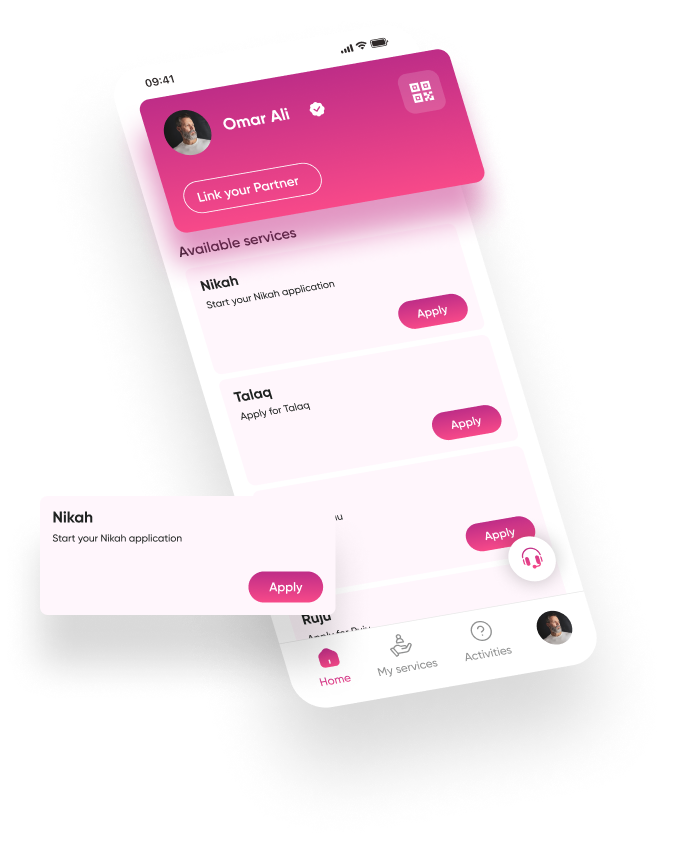 09:41
Omar Ali
Link your Partner
Available services
Nikah
Start your Nikah application
Apply
Talaq
Apply for Talaq
Apply
Apply
Nikah
Start your Nikah application
Apply
Ruju
Apply for Ruju
Home
My services
Activities